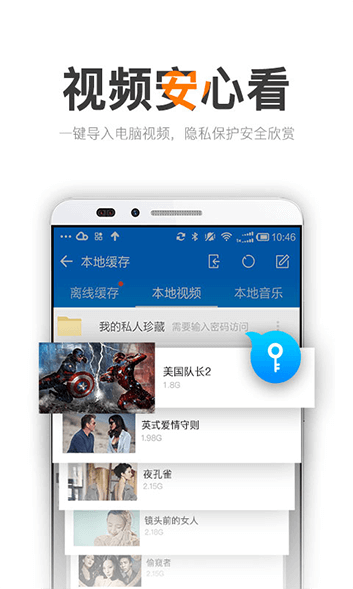 视频安心看
一键导入电脑视频，隐私保护安全欣赏
10:46
本地缓存
离线缓存 本地视频 本地音乐
我的私人珍藏 需要输入密码访问
美国队长2
1.8G
英式爱情守则
1.98G
夜孔雀
2.15G
镜头前的女人
2.15G
偷窥者
2.15G